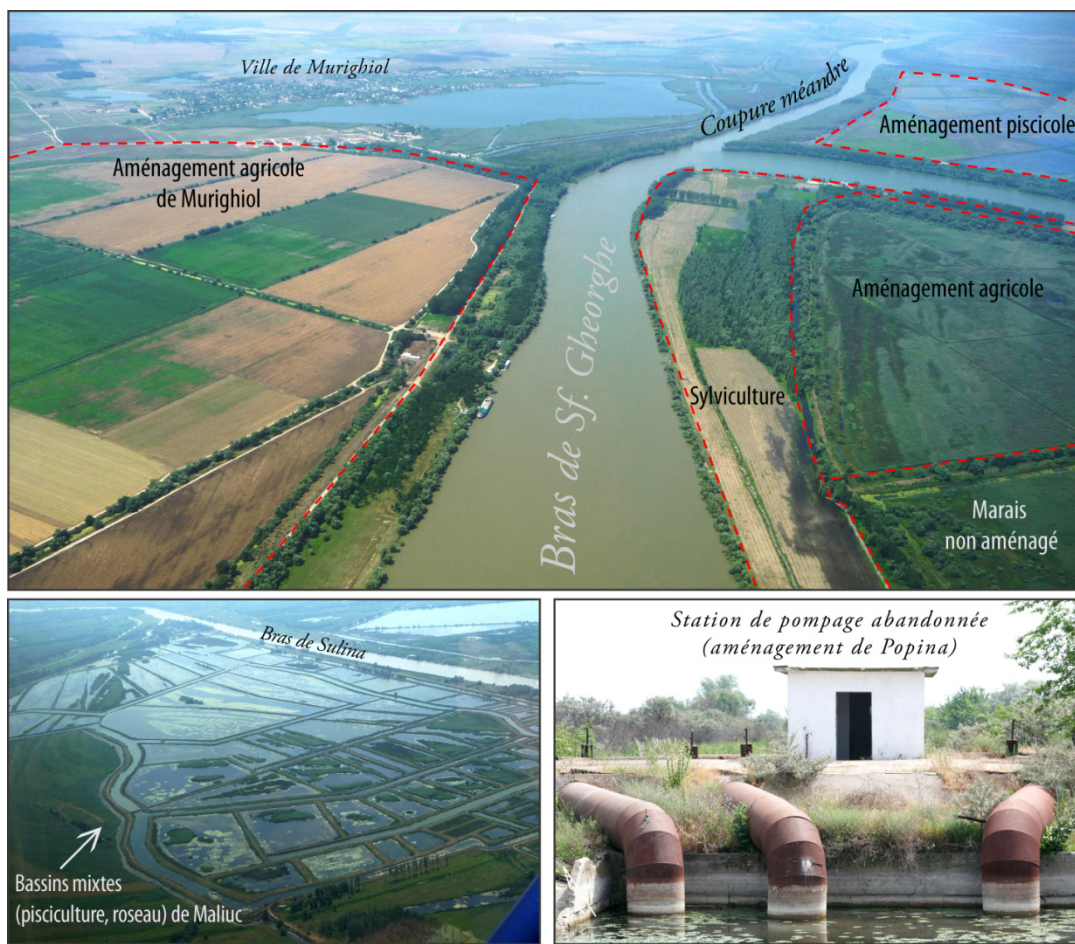 Ville de Murighiol
Coupure méandre
Aménagement piscicole
Aménagement agricole
de Murighiol
Aménagement agricole
Bras de Sf. Gheorghe
Sylviculture
Marais
non aménagé
Bras de Sulina
Bassins mixtes
(pisciculture, roseau) de Maliuc
Station de pompage abandonnée
(aménagement de Popina)